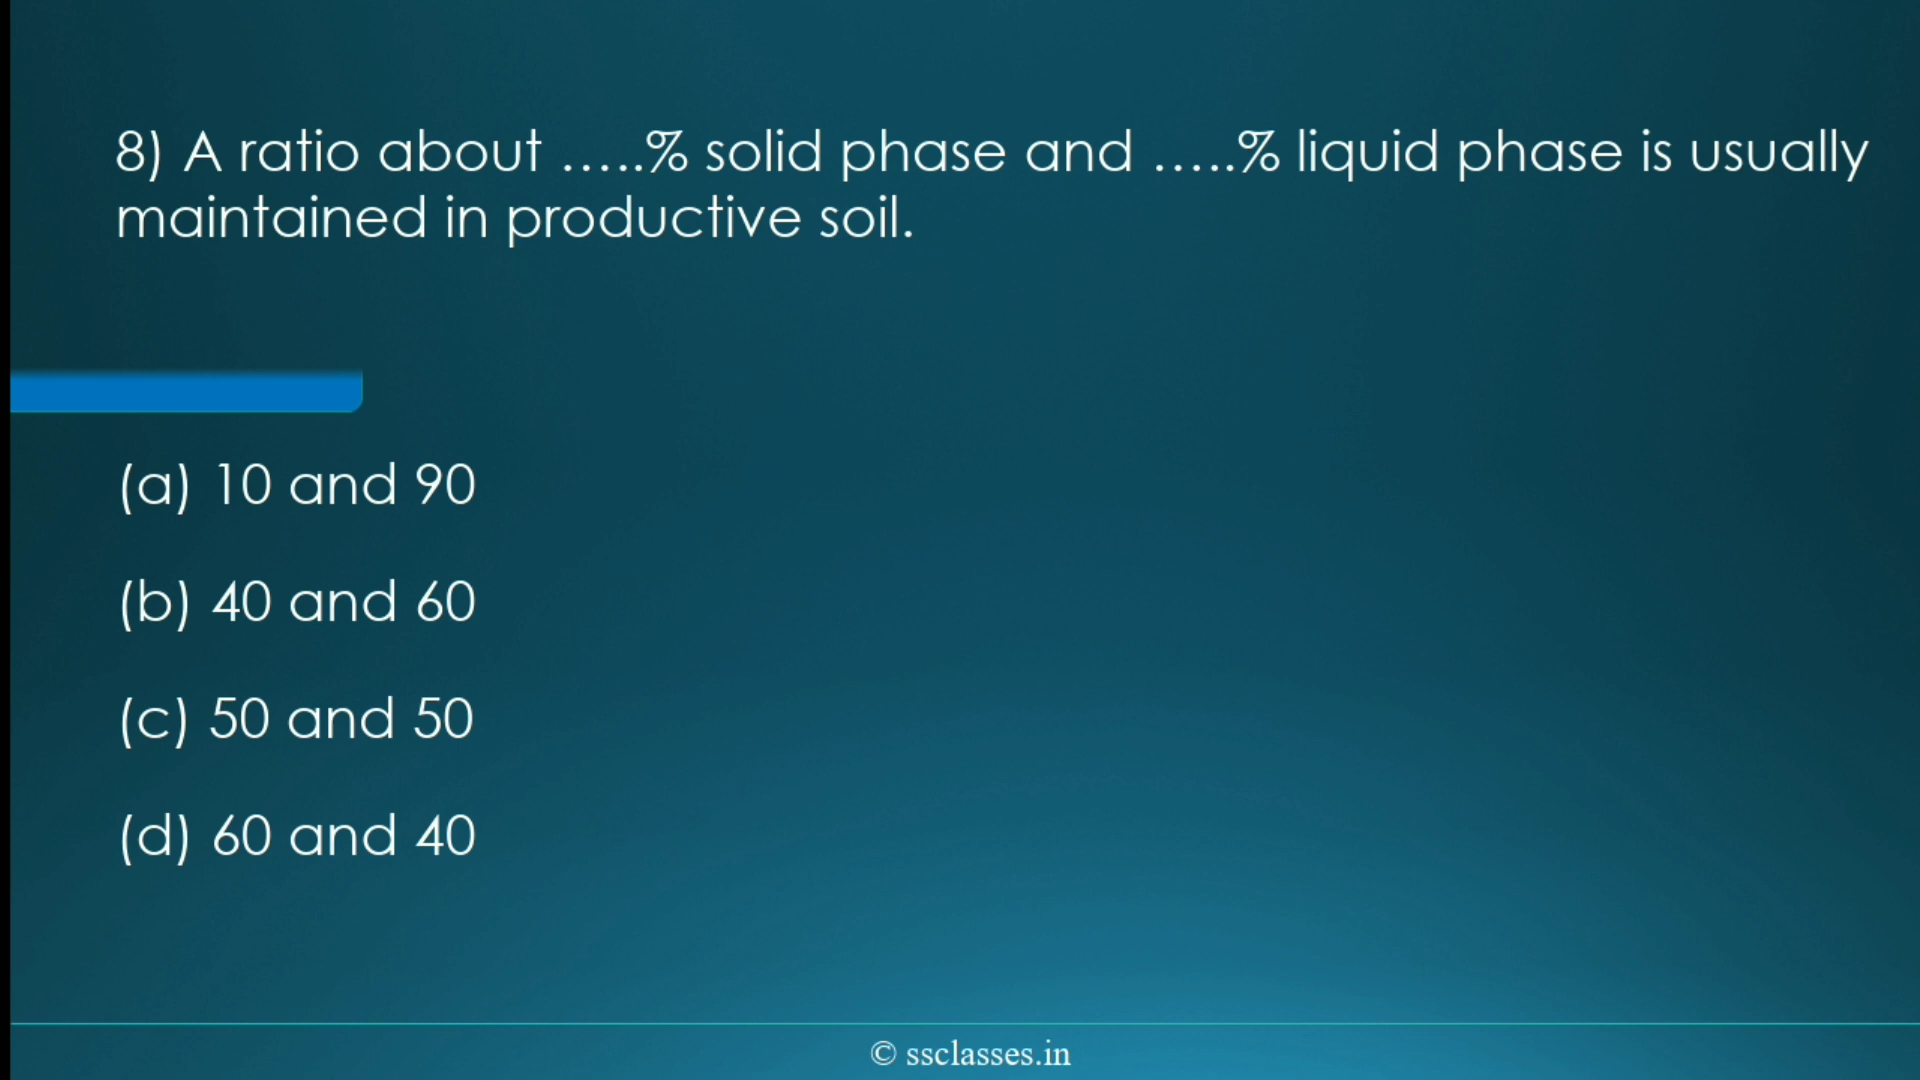 8) A ratio about .....% solid phase and .....% liquid phase is usually
maintained in productive soil.
(a) 10 and 90
(b) 40 and 60
(c) 50 and 50
(d) 60 and 40
© ssclasses.in